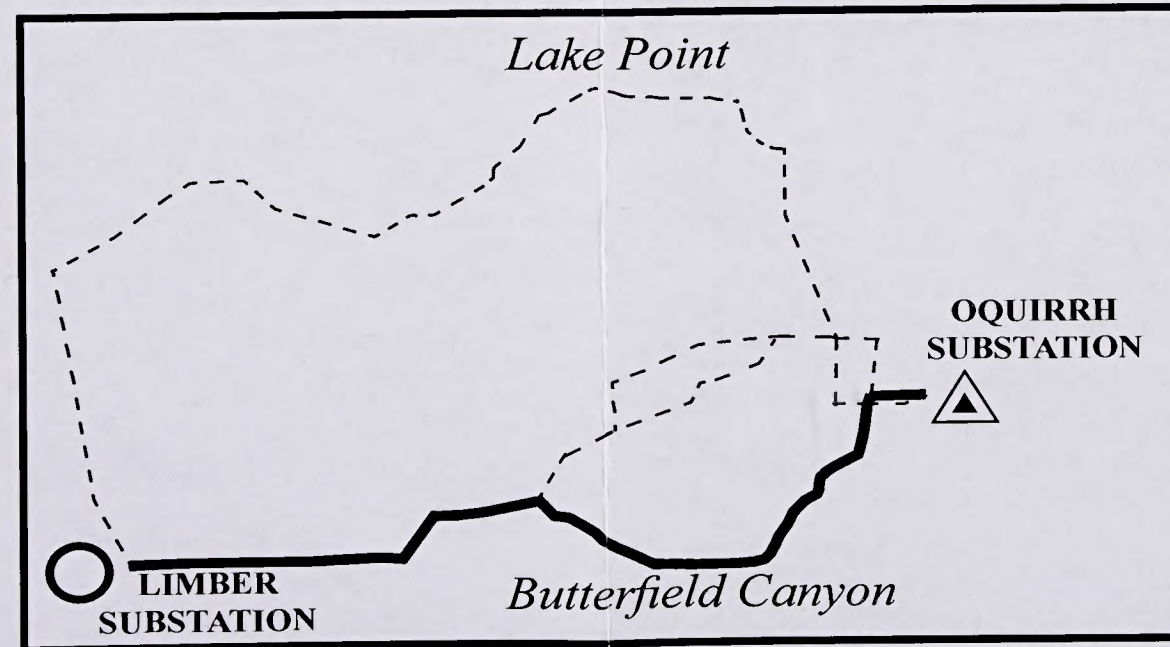 Lake Point
OQUIRRH
SUBSTATION
LIMBER
SUBSTATION
Butterfield Canyon